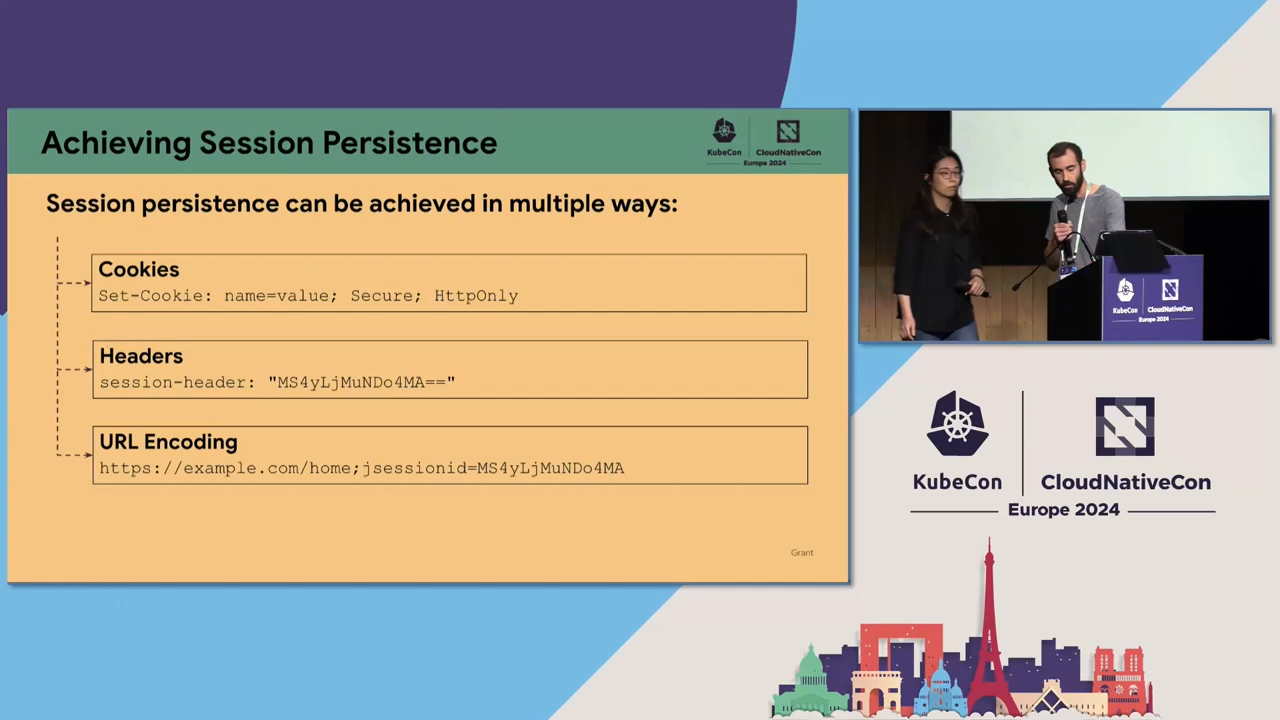 Achieving Session Persistence
KubeCon
CloudNativeCon
Europe 2024
Session persistence can be achieved in multiple ways:
Cookies
Set-Cookie: name=value; Secure; HttpOnly
Headers
session-header: "MS4yLjMuNDo4MA=="
URL Encoding
https://example.com/home;jsessionid=MS4yLjMuNDo4MA
Grant
KubeCon
CloudNativeCon
Europe 2024
KubeCon
CloudNativeCon
Europe 2024